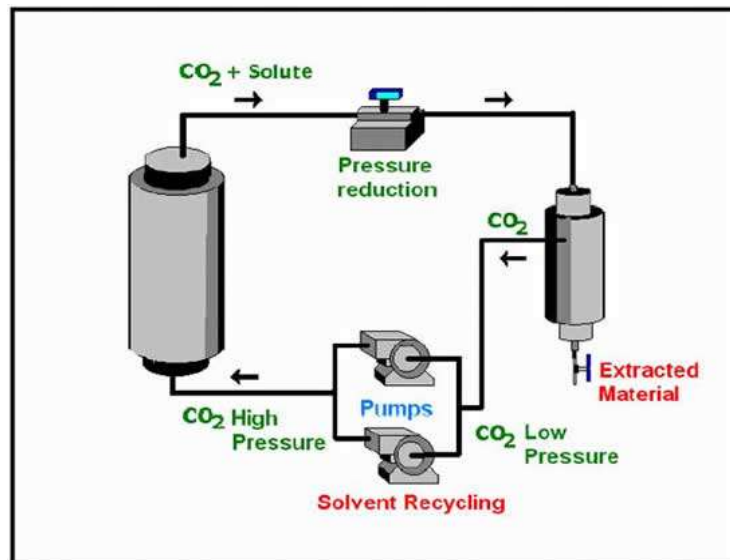 CO2 + Solute
Pressure
reduction
CO2
Extracted
Material
Pumps
CO2 High
Pressure
CO2 Low
Pressure
Solvent Recycling